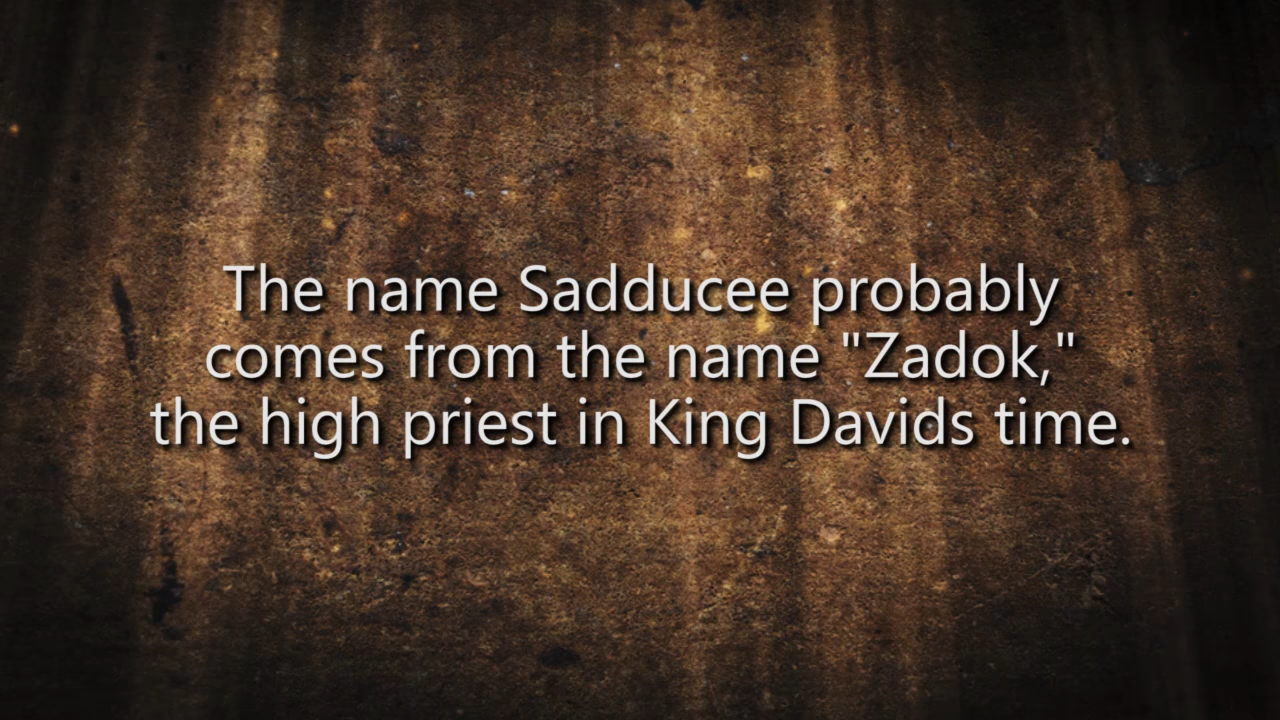 The name Sadducee probably
comes from the name "Zadok,"
the high priest in King Davids time.